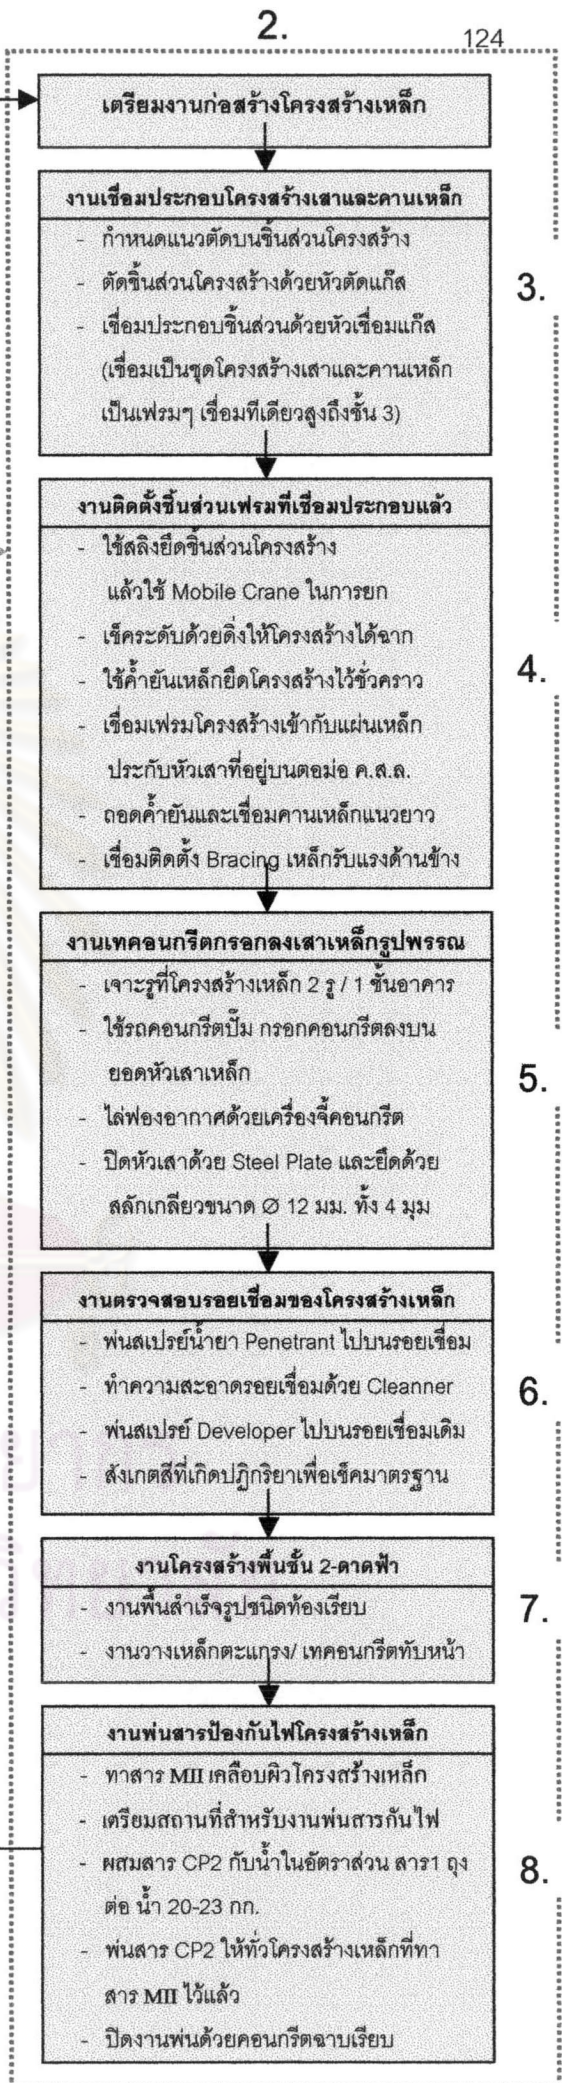 2.
124
เตรียมงานก่อสร้างโครงสร้างเหล็ก
งานเชื่อมประกอบโครงสร้างเสาและคานเหล็ก
- กำหนดแนวตัดบนชิ้นส่วนโครงสร้าง
- ตัดชิ้นส่วนโครงสร้างด้วยหัวตัดแก๊ส
- เชื่อมประกอบชิ้นส่วนด้วยหัวเชื่อมแก๊ส
(เชื่อมเป็นชุดโครงสร้างเสาและคานเหล็ก
เป็นเฟรมๆ เชื่อมทีเดียวสูงถึงชั้น 3)
3.
งานติดตั้งชิ้นส่วนเฟรมที่เชื่อมประกอบแล้ว
- ใช้สลิงยึดชิ้นส่วนโครงสร้าง
แล้วใช้ Mobile Crane ในการยก
- เช็คระดับด้วยดิ่งให้โครงสร้างได้ฉาก
- ใช้ค้ำยันเหล็กยึดโครงสร้างไว้ชั่วคราว
- เชื่อมเฟรมโครงสร้างเข้ากับแผ่นเหล็ก
ประกับหัวเสาที่อยู่บนตอม่อ ค.ส.ล.
- ถอดค้ำยันและเชื่อมคานเหล็กแนวยาว
- เชื่อมติดตั้ง Bracing เหล็กรับแรงด้านข้าง
4.
งานเทคอนกรีตกรอกลงเสาเหล็กรูปพรรณ
- เจาะรูที่โครงสร้างเหล็ก 2 รู / 1 ชั้นอาคาร
- ใช้รถคอนกรีตปั๊ม กรอกคอนกรีตลงบน
ยอดหัวเสาเหล็ก
- ไล่ฟองอากาศด้วยเครื่องจี้คอนกรีต
- ปิดหัวเสาด้วย Steel Plate และยึดด้วย
สลักเกลียวขนาด Ø 12 มม. ทั้ง 4 มุม
5.
งานตรวจสอบรอยเชื่อมของโครงสร้างเหล็ก
- พ่นสเปรย์น้ำยา Penetrant ไปบนรอยเชื่อม
- ทำความสะอาดรอยเชื่อมด้วย Cleanner
- พ่นสเปรย์ Developer ไปบนรอยเชื่อมเดิม
- สังเกตสีที่เกิดปฏิกริยาเพื่อเช็คมาตรฐาน
6.
งานโครงสร้างพื้นชั้น 2-ดาดฟ้า
- งานพื้นสำเร็จรูปชนิดท้องเรียบ
- งานวางเหล็กตะแกรง/ เทคอนกรีตทับหน้า
7.
งานพ่นสารป้องกันไฟโครงสร้างเหล็ก
- ทาสาร MII เคลือบผิวโครงสร้างเหล็ก
- เตรียมสถานที่สำหรับงานพ่นสารกันไฟ
- ผสมสาร CP2 กับน้ำในอัตราส่วน สาร1 ถุง
ต่อ น้ำ 20-23 กก.
- พ่นสาร CP2 ให้ทั่วโครงสร้างเหล็กที่ทา
สาร MII ไว้แล้ว
- ปิดงานพ่นด้วยคอนกรีตฉาบเรียบ
8.